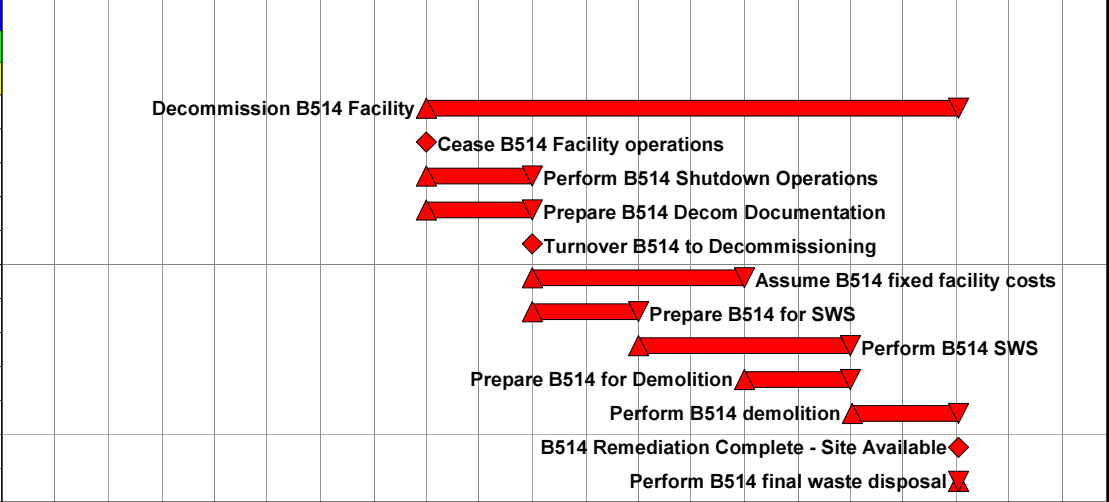 Decommission B514 Facility
Cease B514 Facility operations
Perform B514 Shutdown Operations
Prepare B514 Decom Documentation
Turnover B514 to Decommissioning
Assume B514 fixed facility costs
Prepare B514 for SWS
Perform B514 SWS
Prepare B514 for Demolition
Perform B514 demolition
B514 Remediation Complete - Site Available
Perform B514 final waste disposal